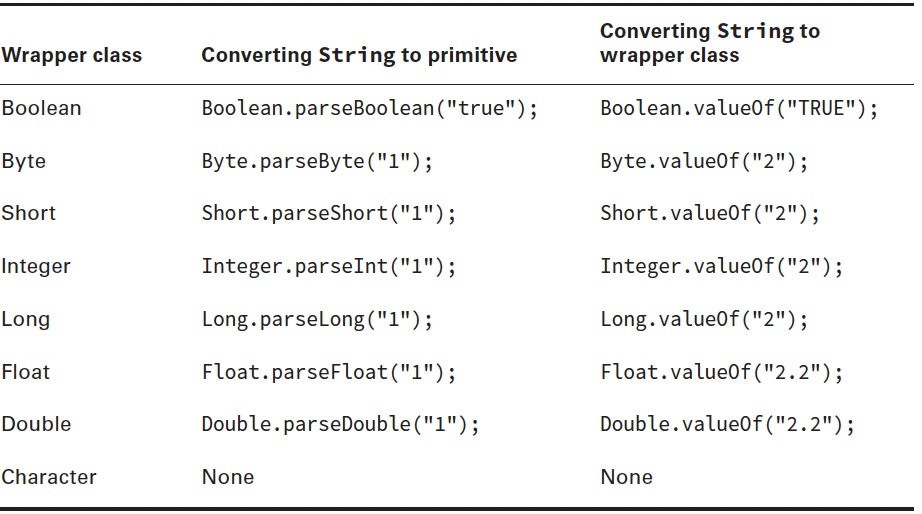 Wrapper class Converting String to primitive Converting String to wrapper class
Boolean Boolean.parseBoolean("true"); Boolean.valueOf("TRUE");
Byte Byte.parseByte("1"); Byte.valueOf("2");
Short Short.parseShort("1"); Short.valueOf("2");
Integer Integer.parseInt("1"); Integer.valueOf("2");
Long Long.parseLong("1"); Long.valueOf("2");
Float Float.parseFloat("1"); Float.valueOf("2.2");
Double Double.parseDouble("1"); Double.valueOf("2.2");
Character None None